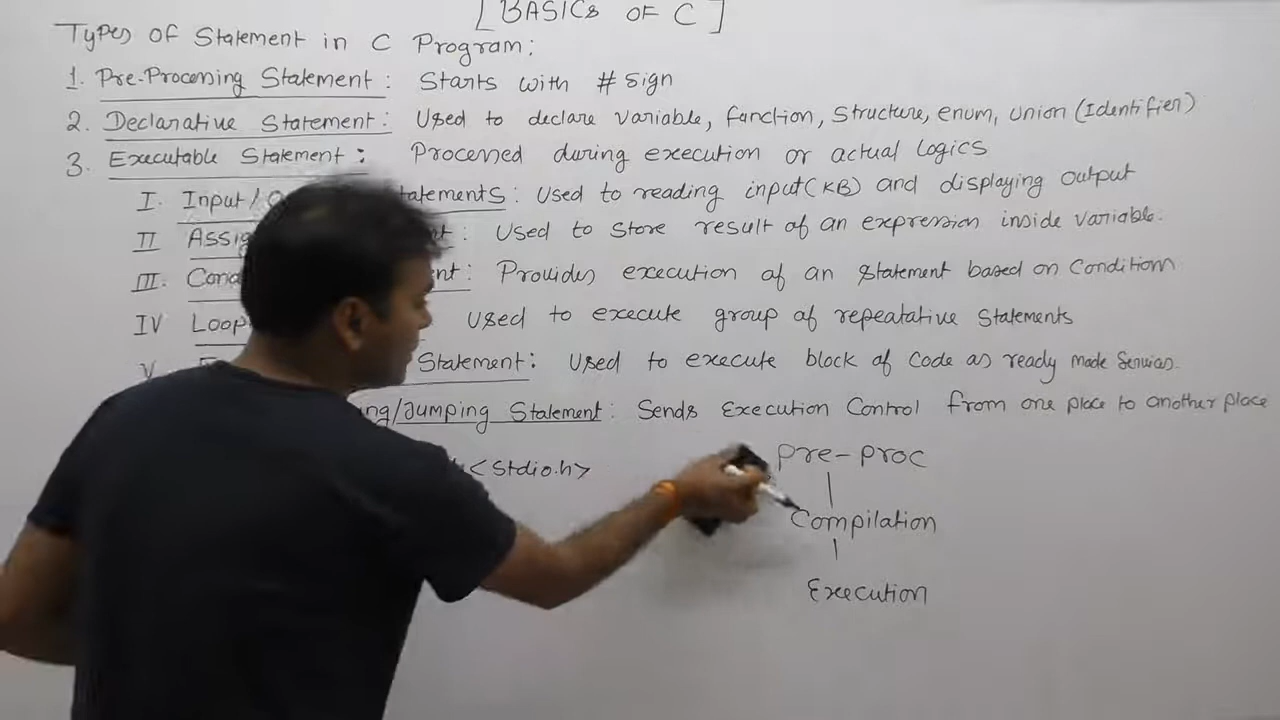 [BASICS OF C]
Types Of Statement in C Program:
1. Pre-Processing Statement: Starts with # sign
2. Declarative Statement: Used to declare variable, function, structure, enum, union (Identifier)
3. Executable Statement: Processed during execution or actual Logics
I. Input/ tatements: Used to reading input(KB) and displaying output
II Assig nt: Used to store result of an expression inside variable.
III. Cond nt: Provides execution of an statement based on Condition
IV Loop Used to execute group of repeatative Statements
V. Statement: Used to execute block of code as ready made Services.
ng/Jumping Statement: Sends Execution Control from one place to another place
<Stdio.h>
Pre-proc
Compilation
Execution